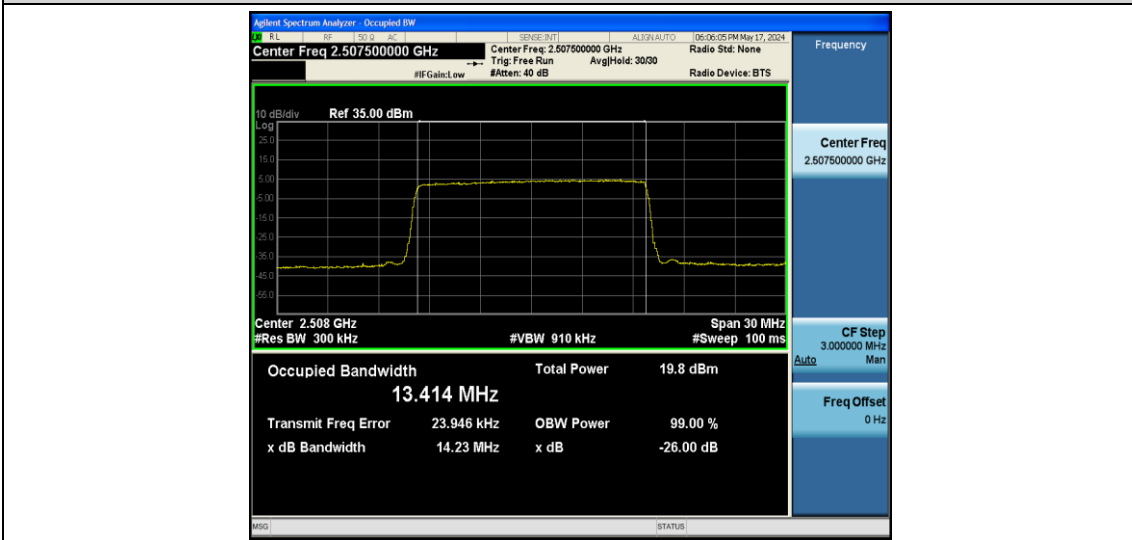 Agilent Spectrum Analyzer - Occupied BW
LXI RL RF 50 Ω AC SENSE:INT ALIGN AUTO 06:06:05 PM May 17, 2024
Center Freq 2.507500000 GHz
Center Freq: 2.507500000 GHz
Radio Std: None
Trig: Free Run Avg|Hold: 30/30
#IFGain:Low #Atten: 40 dB Radio Device: BTS
10 dB/div Ref 35.00 dBm
Log
25.0
15.0
5.00
-5.00
-15.0
-25.0
-35.0
-45.0
-55.0
Center 2.508 GHz Span 30 MHz
#Res BW 300 kHz #VBW 910 kHz #Sweep 100 ms
Occupied Bandwidth Total Power 19.8 dBm
13.414 MHz
Transmit Freq Error 23.946 kHz OBW Power 99.00 %
x dB Bandwidth 14.23 MHz x dB -26.00 dB
MSG STATUS
Frequency
Center Freq
2.507500000 GHz
CF Step
3.000000 MHz
Auto Man
Freq Offset
0 Hz